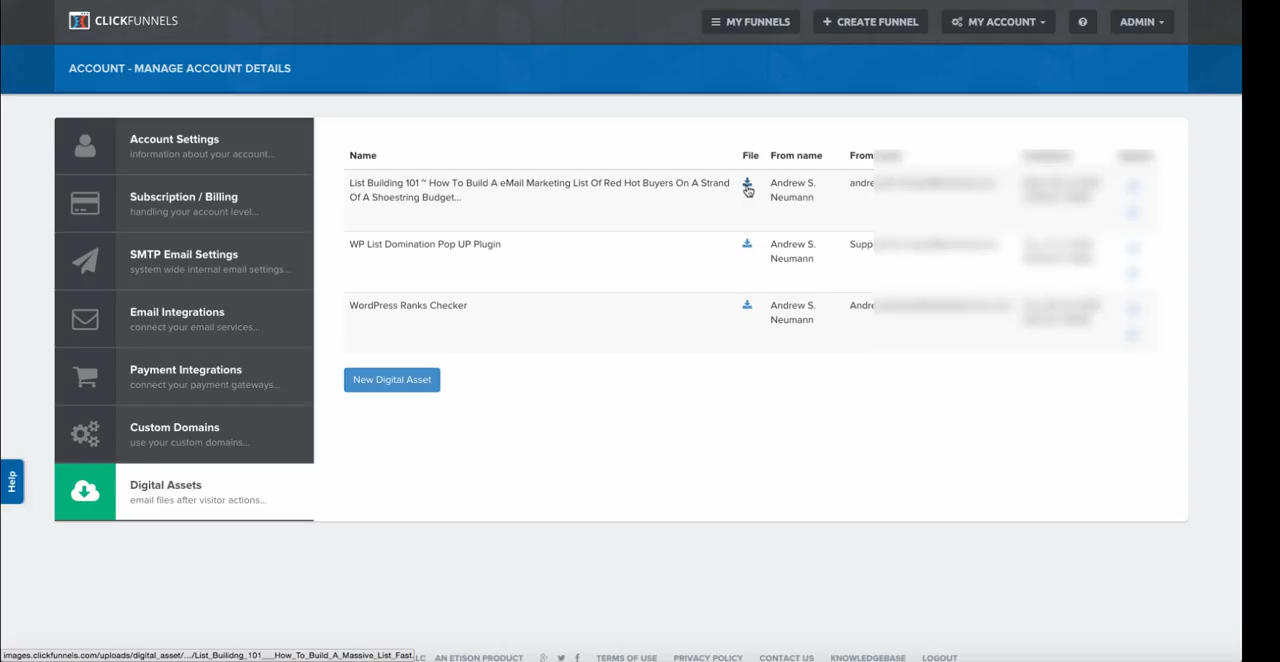 CLICKFUNNELS
MY FUNNELS
CREATE FUNNEL
MY ACCOUNT
ADMIN
ACCOUNT - MANAGE ACCOUNT DETAILS
Account Settings
information about your account...
Subscription / Billing
handling your account level...
SMTP Email Settings
system wide internal email settings...
Email Integrations
connect your email services...
Payment Integrations
connect your payment gateways...
Custom Domains
use your custom domains...
Digital Assets
email files after visitor actions...
Name File From name From
List Building 101 ~ How To Build A eMail Marketing List Of Red Hot Buyers On A Strand
Of A Shoestring Budget...
Andrew S.
Neumann
andre
WP List Domination Pop UP Plugin
Andrew S.
Neumann
Supp
WordPress Ranks Checker
Andrew S.
Neumann
Andre
New Digital Asset
Help
images.clickfunnels.com/uploads/digital_asset/.../List_Builidng_101___How_To_Build_A_Massive_List_Fast.
LC AN ETISON PRODUCT TERMS OF USE PRIVACY POLICY CONTACT US KNOWLEDGEBASE LOGOUT